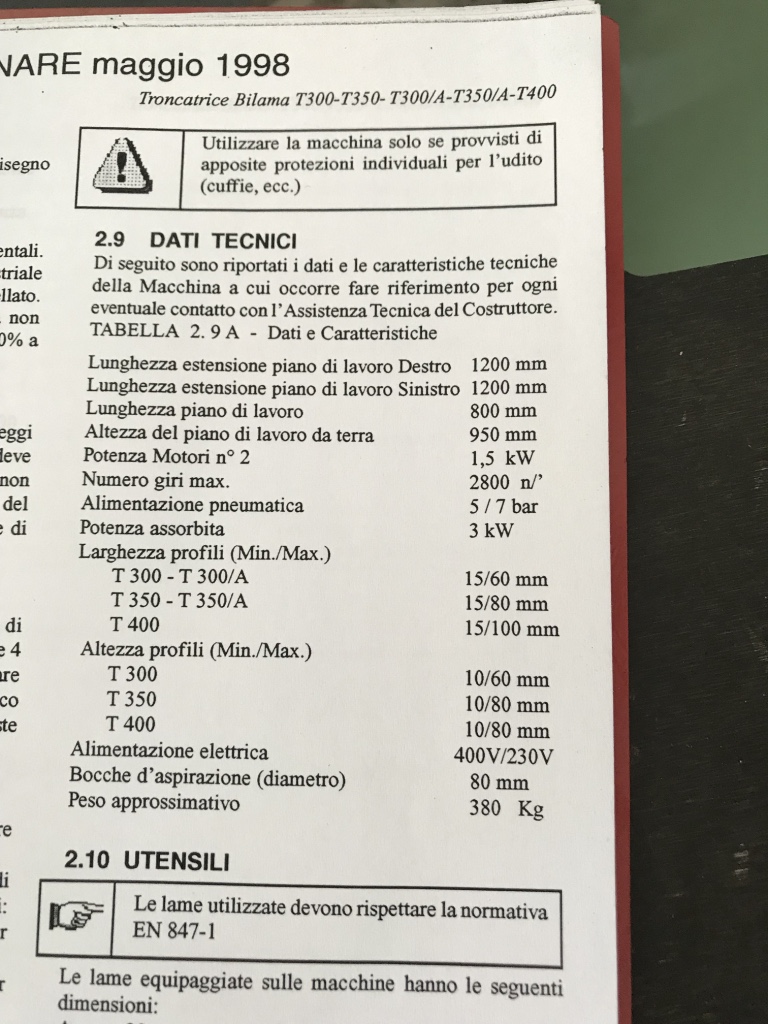 NARE maggio 1998
Troncatrice Bilama T300-T350- T300/A-T350/A-T400
isegno
entali.
triale
llato.
non
0% a
eggi
leve
non
del
e di
di
e 4
are
co
ste
re
li
i:
r
r
Utilizzare la macchina solo se provvisti di
apposite protezioni individuali per l'udito
(cuffie, ecc.)
2.9 DATI TECNICI
Di seguito sono riportati i dati e le caratteristiche tecniche
della Macchina a cui occorre fare riferimento per ogni
eventuale contatto con l'Assistenza Tecnica del Costruttore.
TABELLA 2. 9 A - Dati e Caratteristiche
Lunghezza estensione piano di lavoro Destro 1200 mm
Lunghezza estensione piano di lavoro Sinistro 1200 mm
Lunghezza piano di lavoro 800 mm
Altezza del piano di lavoro da terra 950 mm
Potenza Motori n° 2 1,5 kW
Numero giri max. 2800 n/'
Alimentazione pneumatica 5 / 7 bar
Potenza assorbita 3 kW
Larghezza profili (Min./Max.)
T 300 - T 300/A 15/60 mm
T 350 - T 350/A 15/80 mm
T 400 15/100 mm
Altezza profili (Min./Max.)
T 300 10/60 mm
T 350 10/80 mm
T 400 10/80 mm
Alimentazione elettrica 400V/230V
Bocche d'aspirazione (diametro) 80 mm
Peso approssimativo 380 Kg
2.10 UTENSILI
Le lame utilizzate devono rispettare la normativa
EN 847-1
Le lame equipaggiate sulle macchine hanno le seguenti
dimensioni: